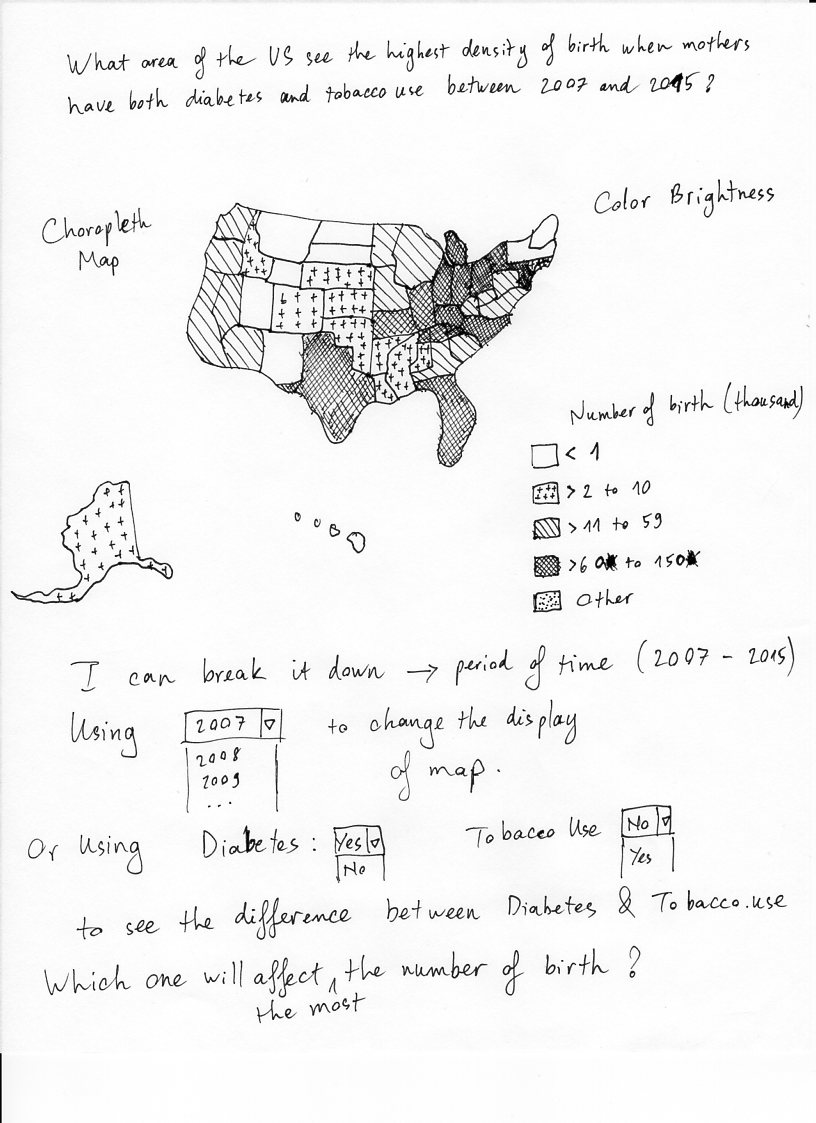 What area of the US see the highest density of birth when mothers
have both diabetes and tobacco use between 2007 and 2015?
Choropleth
Map
Color Brightness
Number of birth (thousand)
< 1
> 2 to 10
> 11 to 59
> 60 to 150
Other
I can break it down → period of time (2007 - 2015)
Using 2007 to change the display
2008
2009
...
of map.
Or Using Diabetes: Yes Tobacco Use No
No Yes
to see the difference between Diabetes & Tobacco.use
Which one will affect the most the number of birth?